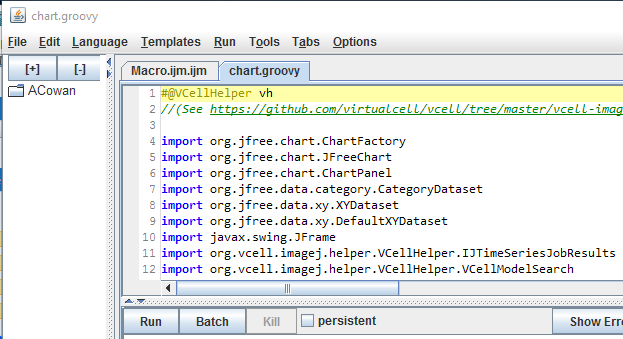 chart.groovy
File Edit Language Templates Run Tools Tabs Options
[+] [-] Macro.ijm.ijm chart.groovy
ACowan
1 #@VCellHelper vh
2 //(See https://github.com/virtualcell/vcell/tree/master/vcell-imag
3
4 import org.jfree.chart.ChartFactory
5 import org.jfree.chart.JFreeChart
6 import org.jfree.chart.ChartPanel
7 import org.jfree.data.category.CategoryDataset
8 import org.jfree.data.xy.XYDataset
9 import org.jfree.data.xy.DefaultXYDataset
10 import javax.swing.JFrame
11 import org.vcell.imagej.helper.VCellHelper.IJTimeSeriesJobResults
12 import org.vcell.imagej.helper.VCellHelper.VCellModelSearch
Run Batch Kill persistent Show Erro